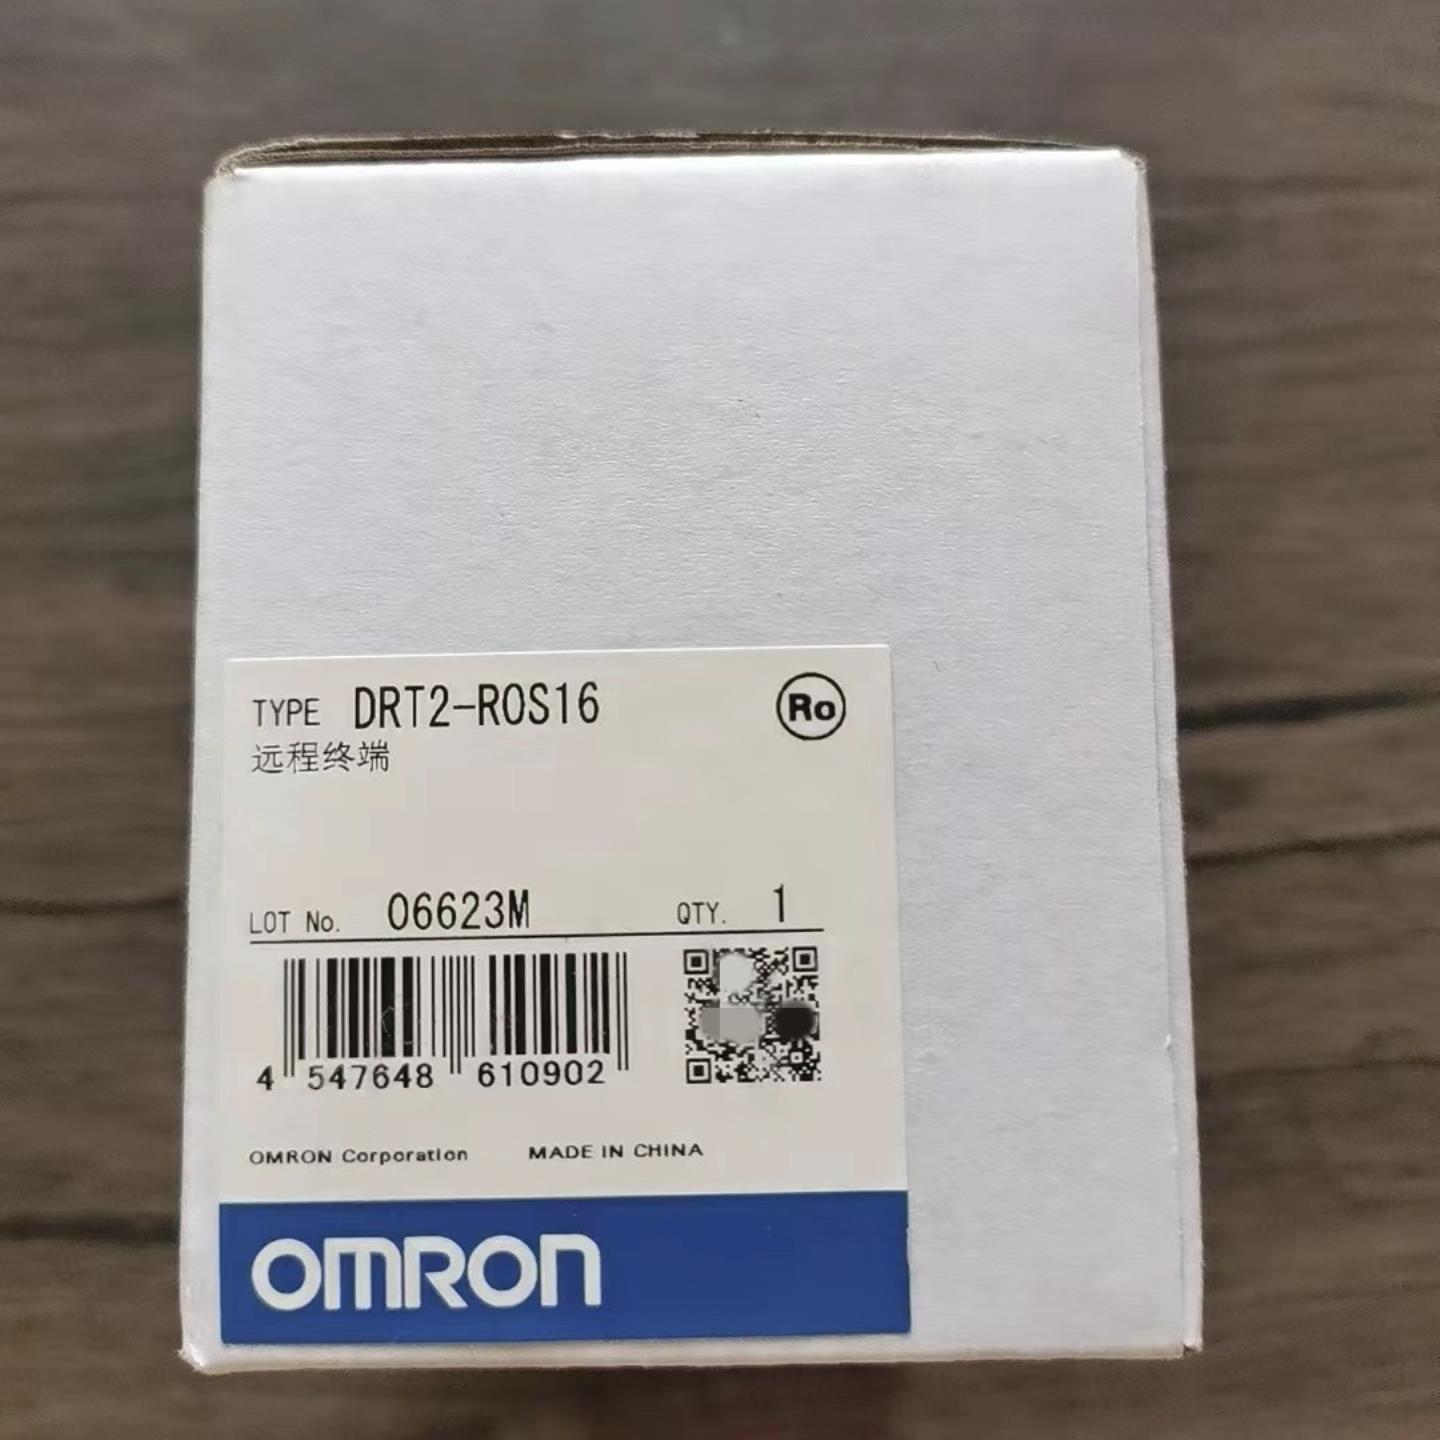 TYPE DRT2-ROS16
Ro
远程终端
LOT No. 06623M QTY. 1
4 547648 610902
OMRON Corporation MADE IN CHINA
OMRON